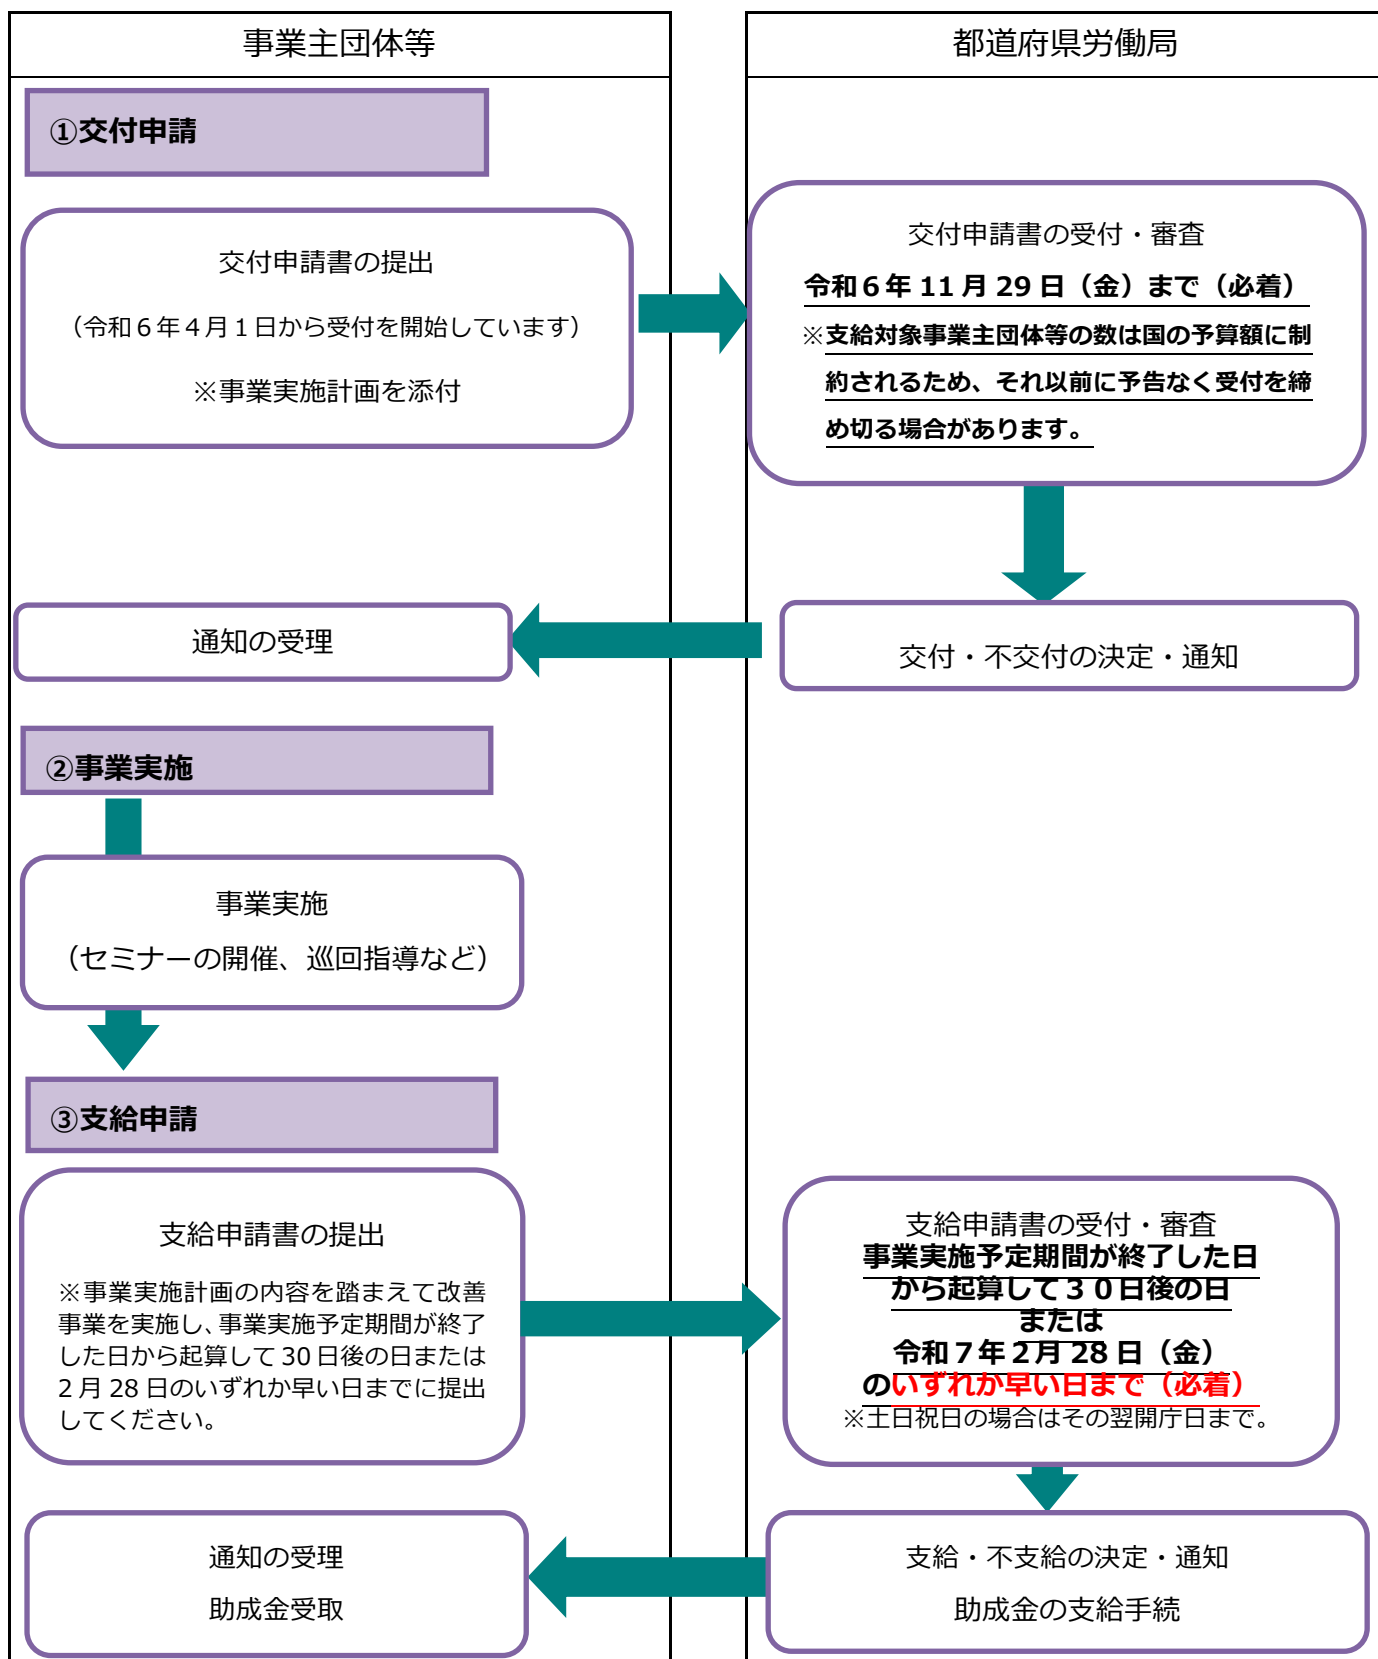 事業主団体等
都道府県労働局
①交付申請
交付申請書の提出
（令和６年４月１日から受付を開始しています）
※事業実施計画を添付
交付申請書の受付・審査
令和６年 11 月 29 日（金）まで（必着）
※支給対象事業主団体等の数は国の予算額に制
約されるため、それ以前に予告なく受付を締
め切る場合があります。
通知の受理
交付・不交付の決定・通知
②事業実施
事業実施
（セミナーの開催、巡回指導など）
③支給申請
支給申請書の提出
※事業実施計画の内容を踏まえて改善
事業を実施し、事業実施予定期間が終了
した日から起算して 30 日後の日または
2 月 28 日のいずれか早い日までに提出
してください。
支給申請書の受付・審査
事業実施予定期間が終了した日
から起算して３０日後の日
または
令和７年２月 28 日（金）
のいずれか早い日まで（必着）
※土日祝日の場合はその翌開庁日まで。
通知の受理
助成金受取
支給・不支給の決定・通知
助成金の支給手続